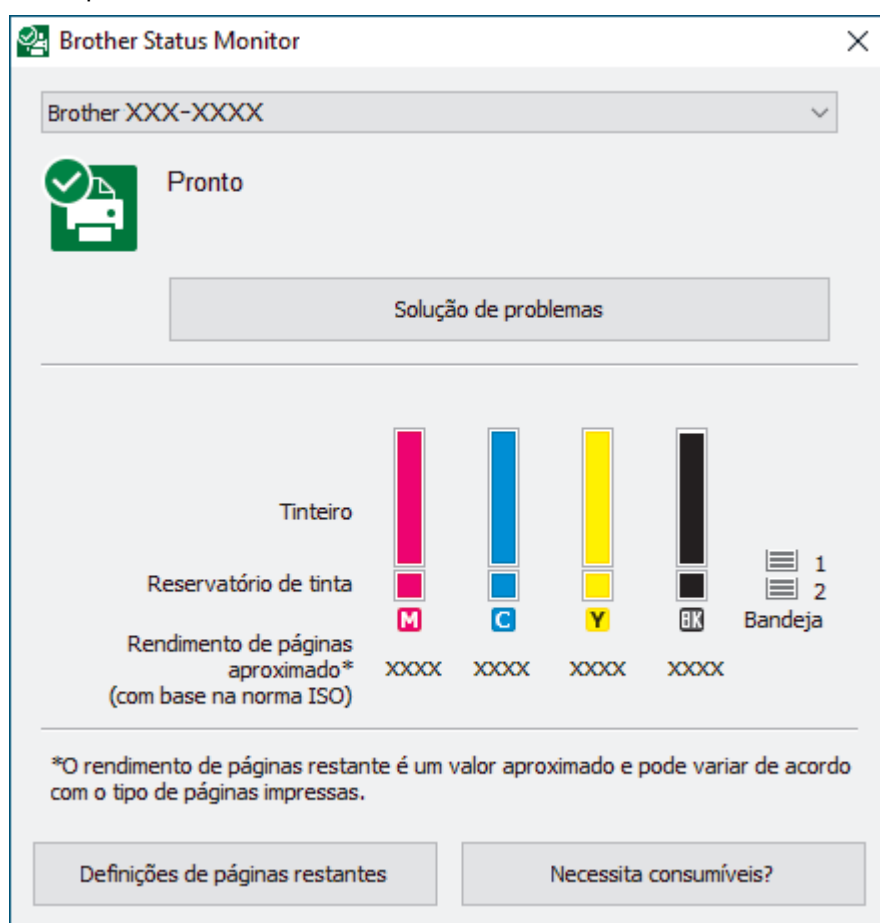 Brother Status Monitor
Brother XXX-XXXX
Pronto
Solução de problemas
Tinteiro
1
Reservatório de tinta
2
M C Y BK Bandeja
Rendimento de páginas
aproximado* XXXX XXXX XXXX XXXX
(com base na norma ISO)
*O rendimento de páginas restante é um valor aproximado e pode variar de acordo
com o tipo de páginas impressas.
Definições de páginas restantes
Necessita consumíveis?